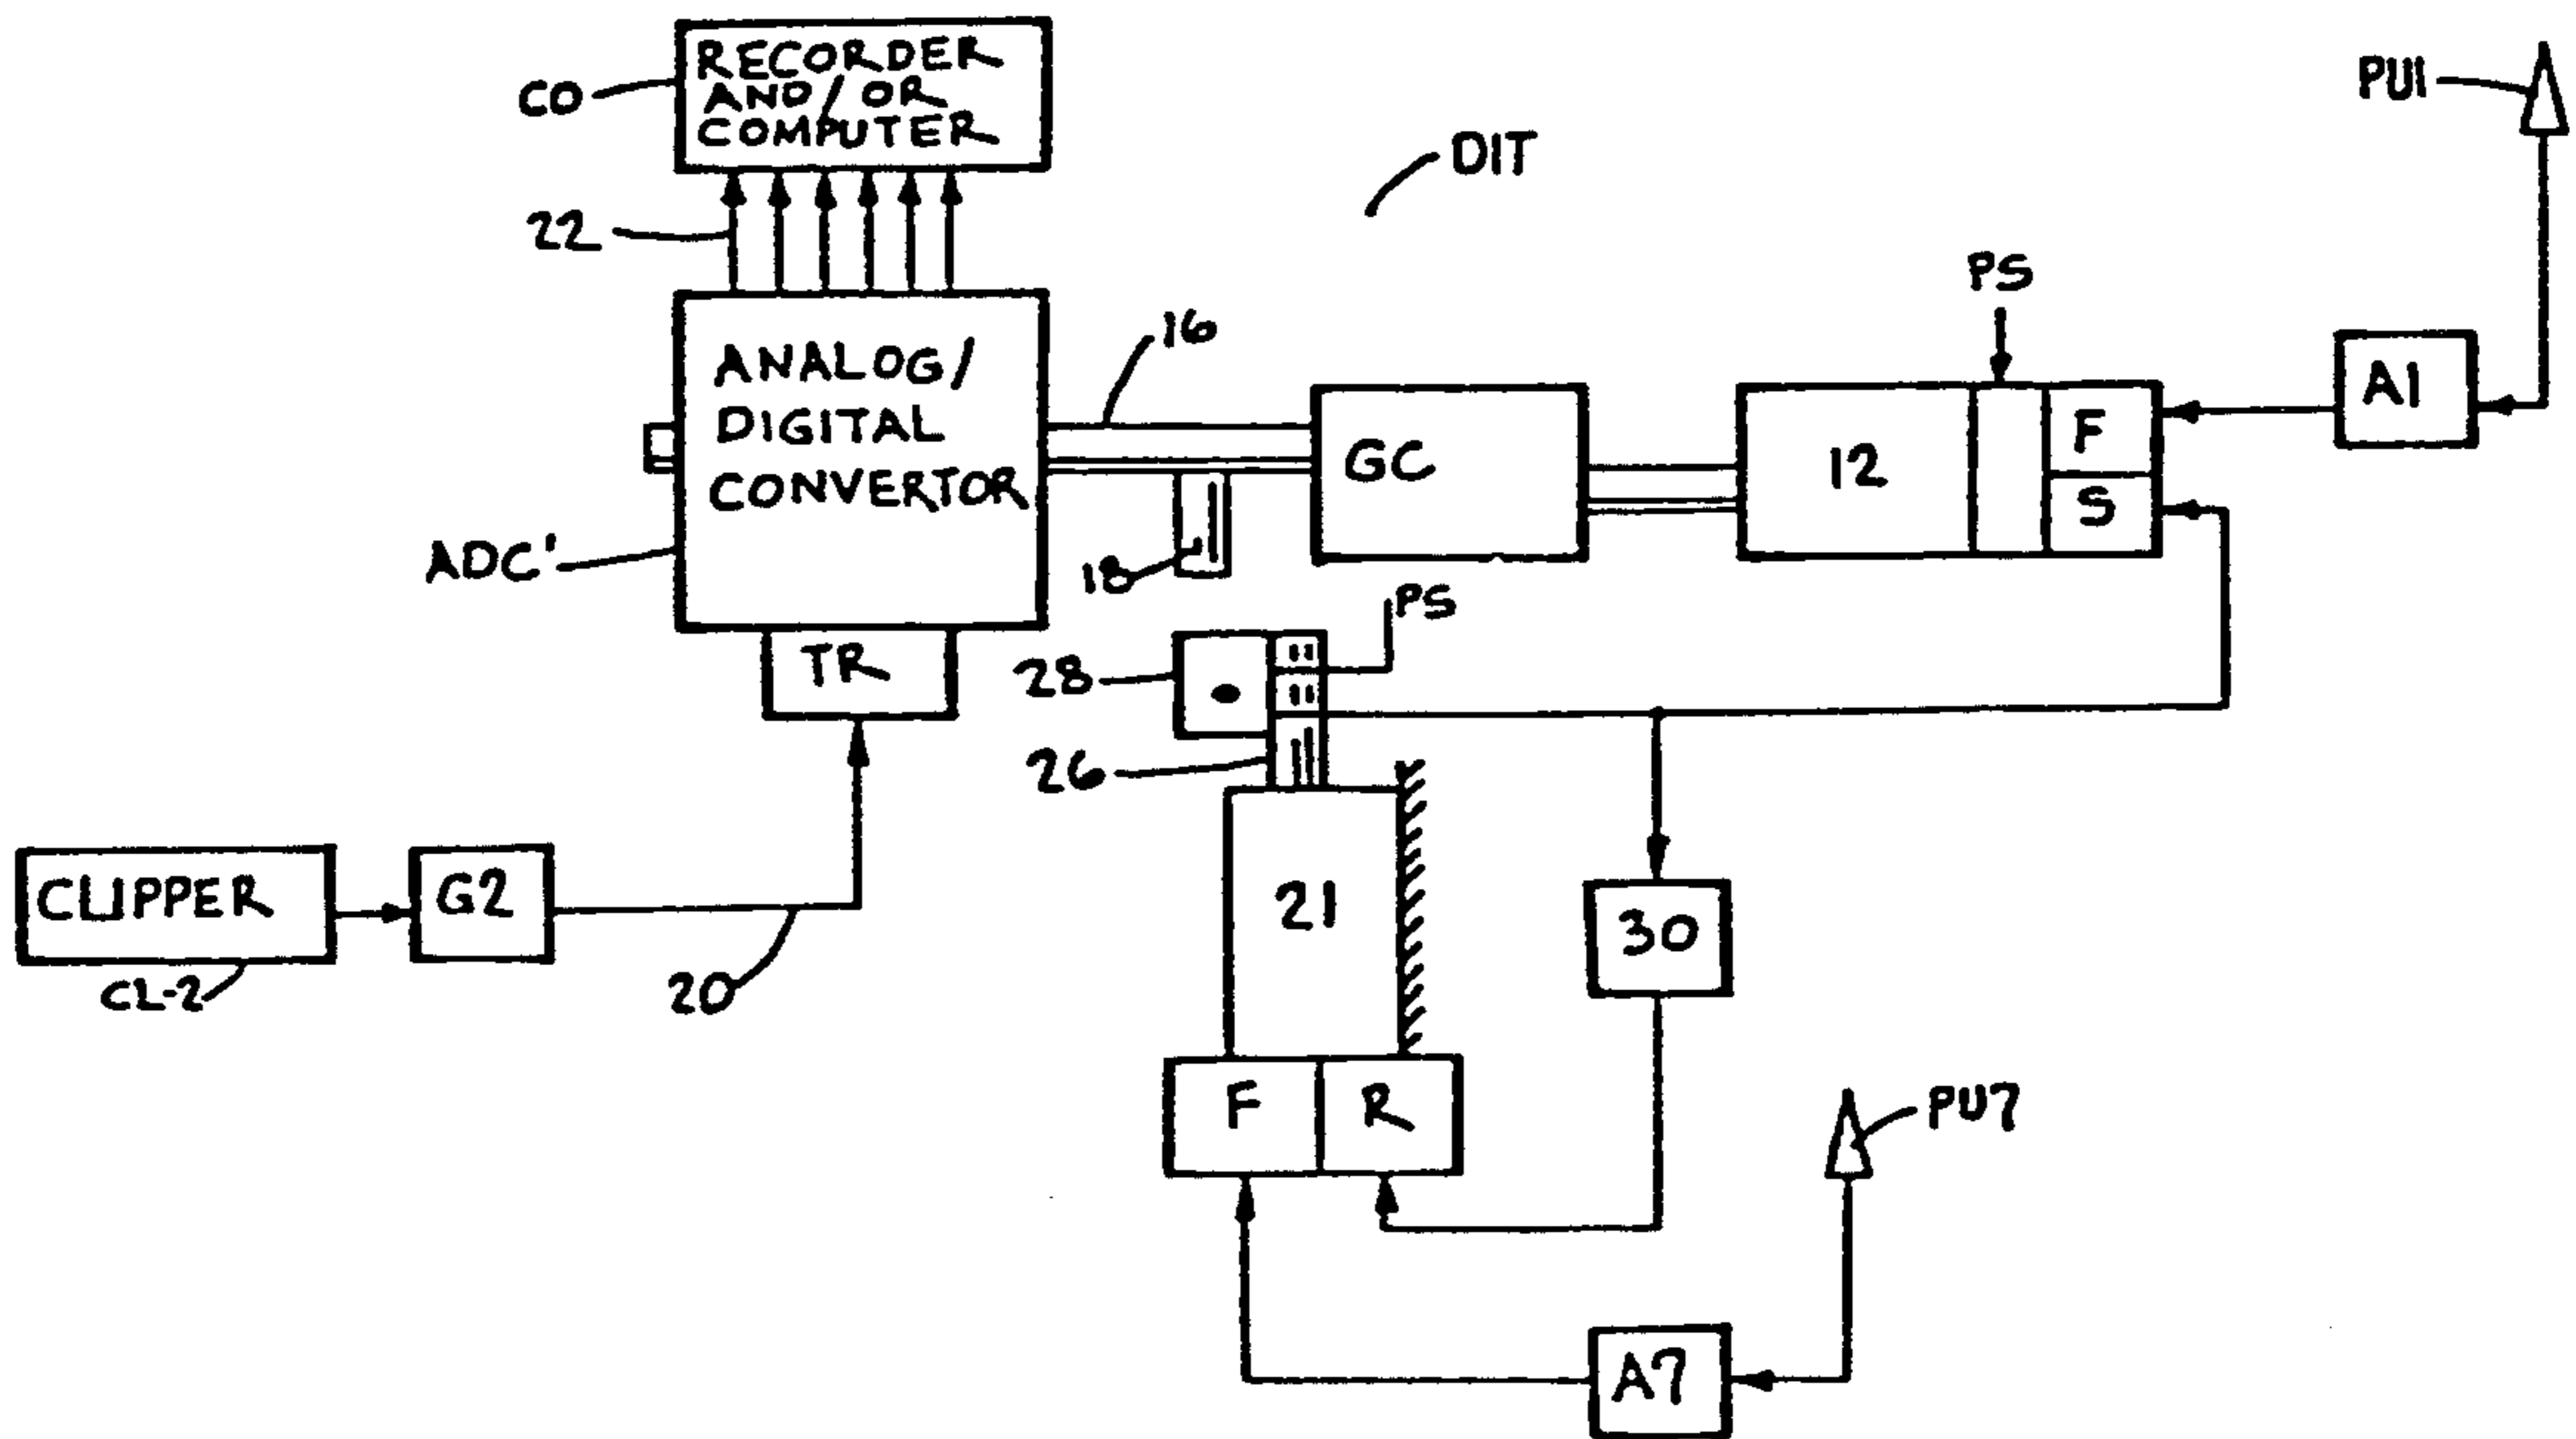 RECORDER
AND/OR
COMPUTER
CO
PU1
DIT
22
PS
16
ANALOG/
DIGITAL
CONVERTOR
A1
F
12
GC
S
ADC'
18
PS
TR
28
26
CLIPPER
G2
21
30
CL-2
20
F
R
PU7
A7